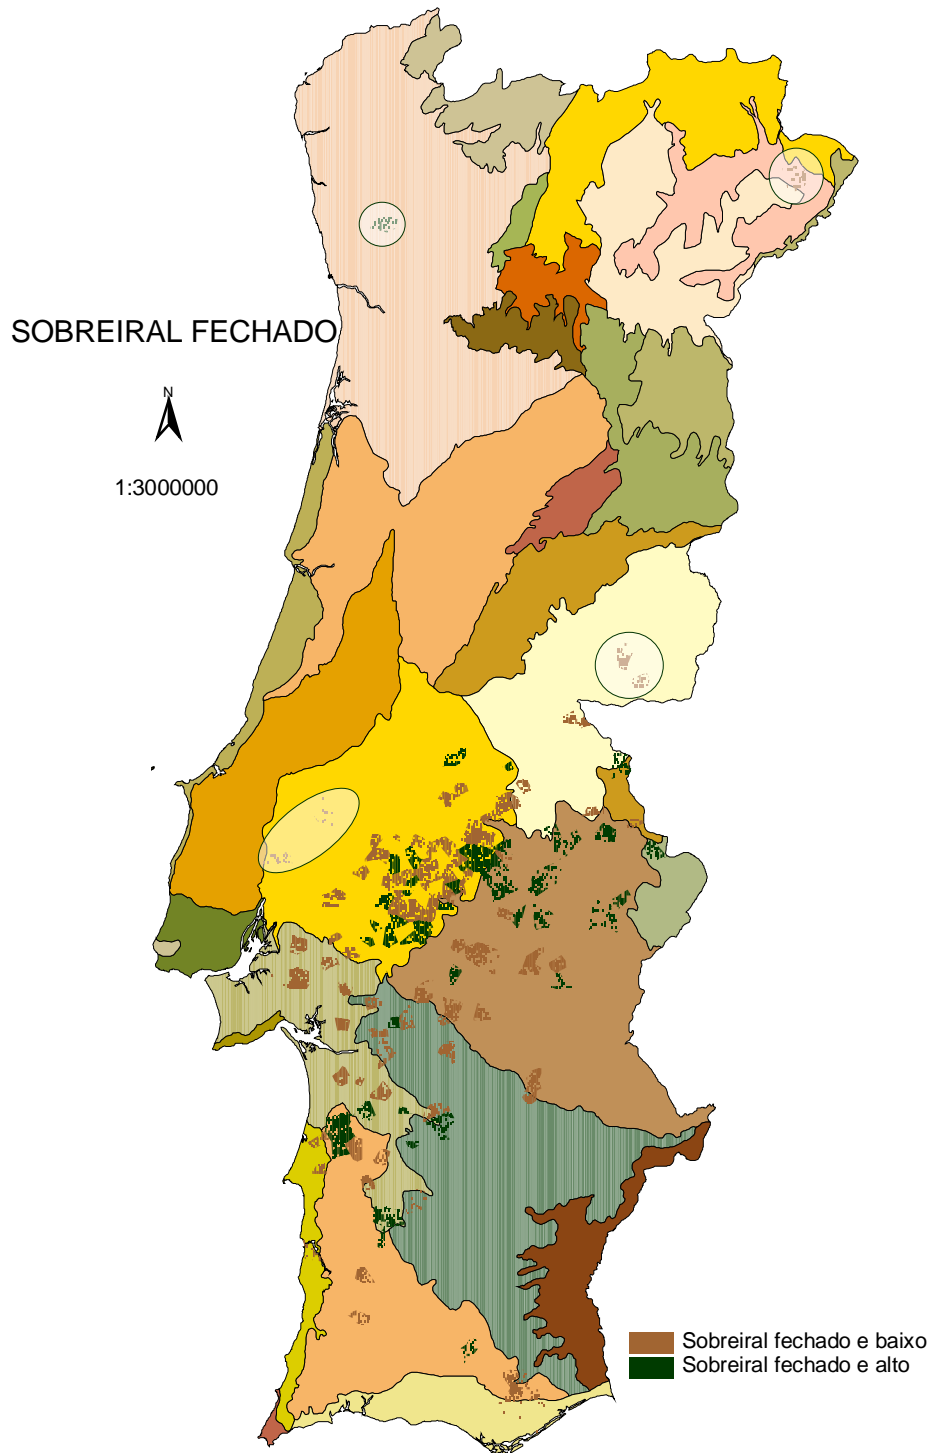 SOBREIRAL FECHADO
N
1:3000000
Sobreiral fechado e baixo
Sobreiral fechado e alto